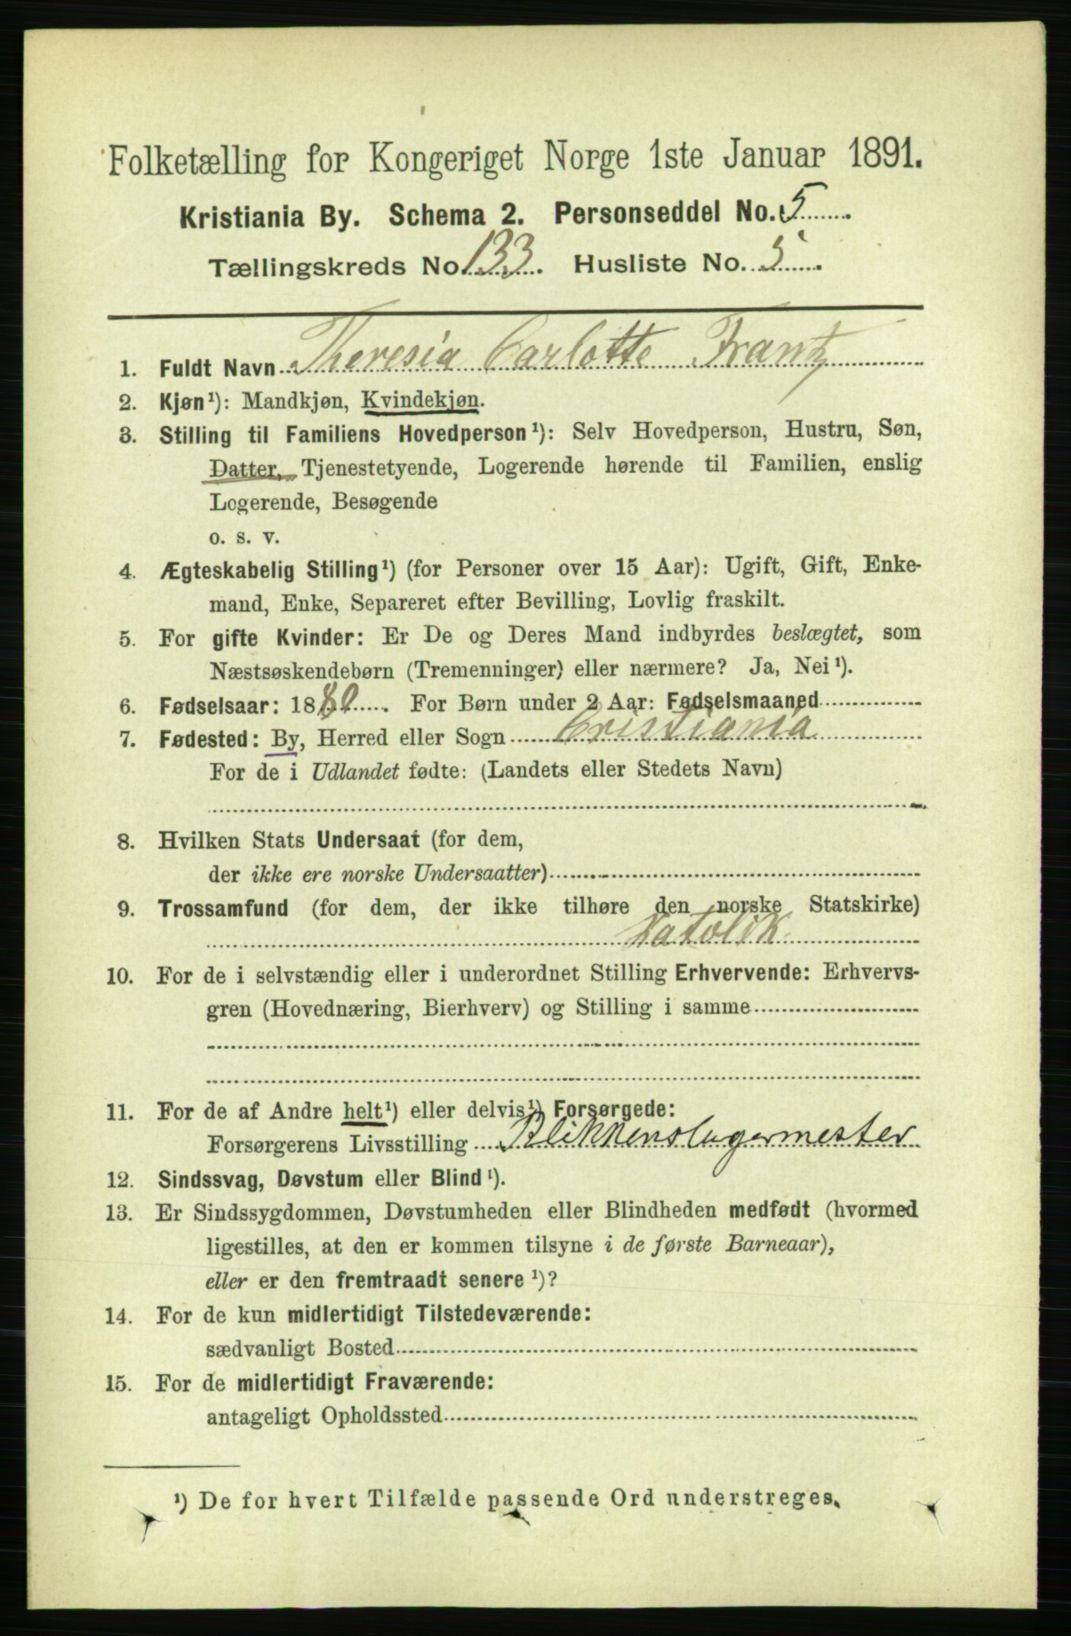 Folketælling for Kongeriget Norge 1ste Januar 1891.
Kristiania By. Schema 2. Personseddel No. 5
Tællingskreds No. 133. Husliste No. 5
1. Fuldt Navn Theresia Carlotte Frantz
2. Kjøn¹): Mandkjøn, Kvindekjøn.
3. Stilling til Familiens Hovedperson¹): Selv Hovedperson, Hustru, Søn,
Datter, Tjenestetyende, Logerende hørende til Familien, enslig
Logerende, Besøgende
o. s. v.
4. Ægteskabelig Stilling¹) (for Personer over 15 Aar): Ugift, Gift, Enke-
mand, Enke, Separeret efter Bevilling, Lovlig fraskilt.
5. For gifte Kvinder: Er De og Deres Mand indbyrdes beslægtet, som
Næstsøskendebørn (Tremenninger) eller nærmere? Ja, Nei¹).
6. Fødselsaar: 1880. For Børn under 2 Aar: Fødselsmaaned
7. Fødested: By, Herred eller Sogn Cristiania
For de i Udlandet fødte: (Landets eller Stedets Navn)
8. Hvilken Stats Undersaat (for dem,
der ikke ere norske Undersaatter)
9. Trossamfund (for dem, der ikke tilhøre den norske Statskirke)
Katolik
10. For de i selvstændig eller i underordnet Stilling Erhvervende: Erhvervs-
gren (Hovednæring, Bierhverv) og Stilling i samme
11. For de af Andre helt¹) eller delvis¹) Forsørgede:
Forsørgerens Livsstilling Blikkenslagermester
12. Sindssvag, Døvstum eller Blind¹).
13. Er Sindssygdommen, Døvstumheden eller Blindheden medfødt (hvormed
ligestilles, at den er kommen tilsyne i de første Barneaar),
eller er den fremtraadt senere¹)?
14. For de kun midlertidigt Tilstedeværende:
sædvanligt Bosted
15. For de midlertidigt Fraværende:
antageligt Opholdssted
¹) De for hvert Tilfælde passende Ord understreges.